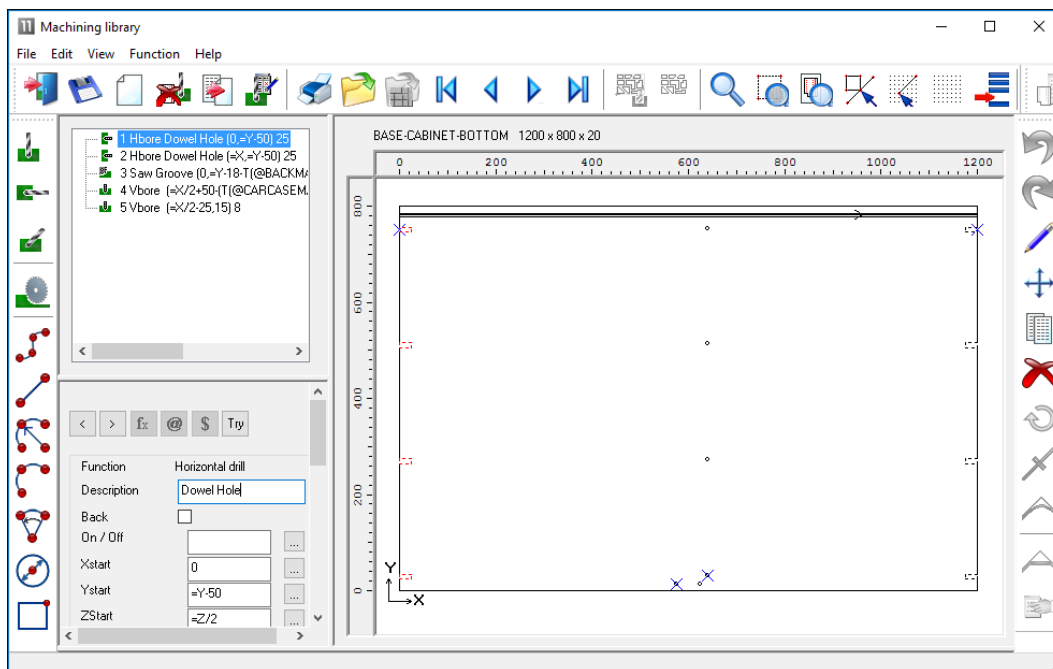 Machining library
File Edit View Function Help
1 Hbore Dowel Hole (0,=Y-50) 25
2 Hbore Dowel Hole (=X,=Y-50) 25
3 Saw Groove (0,=Y-18-T(@BACKMA
4 Vbore (=X/2+50-(T(@CARCASEM.
5 Vbore (=X/2-25,15) 8
< >
< > fx @ $ Try
Function Horizontal drill
Description Dowel Hole
Back
On / Off ...
Xstart 0 ...
Ystart =Y-50 ...
ZStart =Z/2 ...
BASE-CABINET-BOTTOM 1200 x 800 x 20
0 200 400 600 800 1000 1200
800
600
400
200
0
Y
X